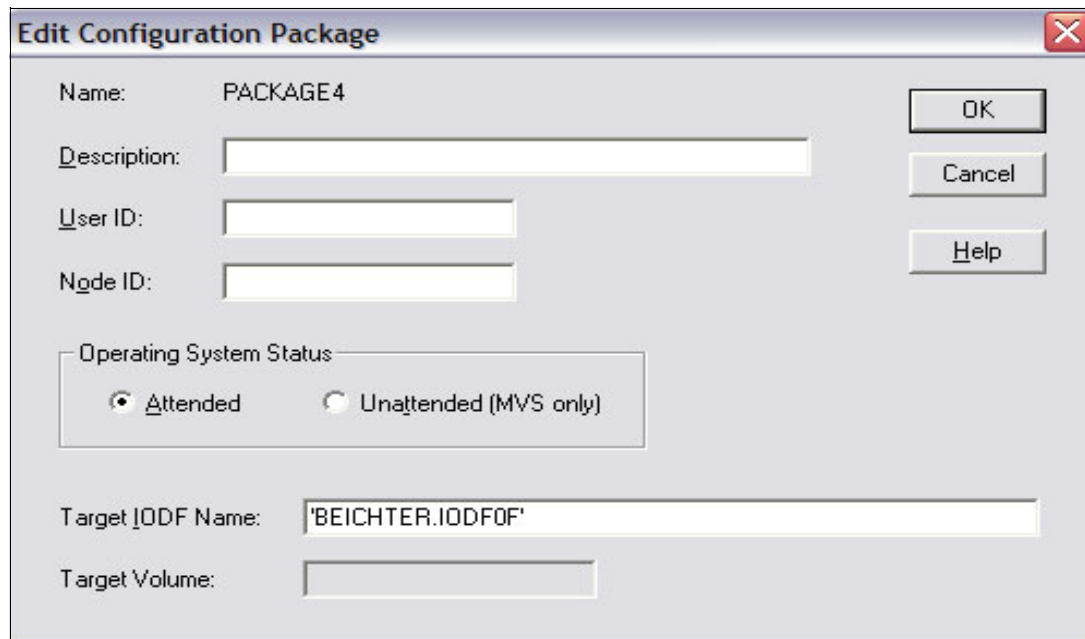 Edit Configuration Package
Name: PACKAGE4
OK
Description:
Cancel
User ID:
Help
Node ID:
Operating System Status
Attended Unattended (MVS only)
Target IODF Name: 'BEICHTER.IODF0F'
Target Volume: